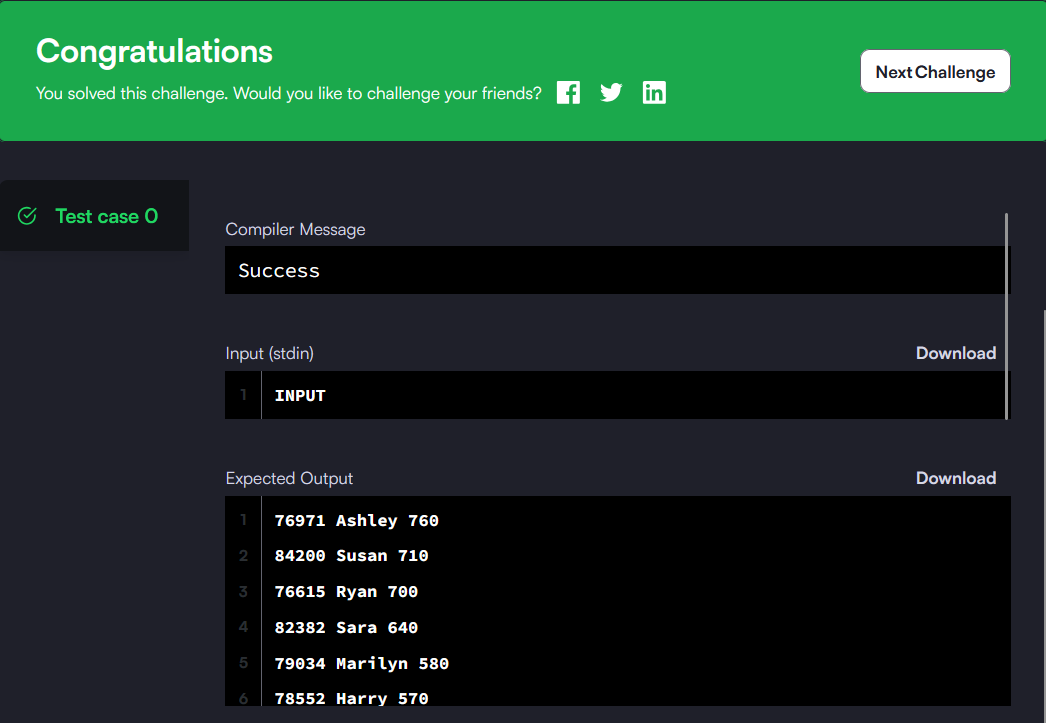 Congratulations
You solved this challenge. Would you like to challenge your friends?
Next Challenge
Test case 0
Compiler Message
Success
Input (stdin)
Download
1 INPUT
Expected Output
Download
1 76971 Ashley 760
2 84200 Susan 710
3 76615 Ryan 700
4 82382 Sara 640
5 79034 Marilyn 580
6 78552 Harry 570